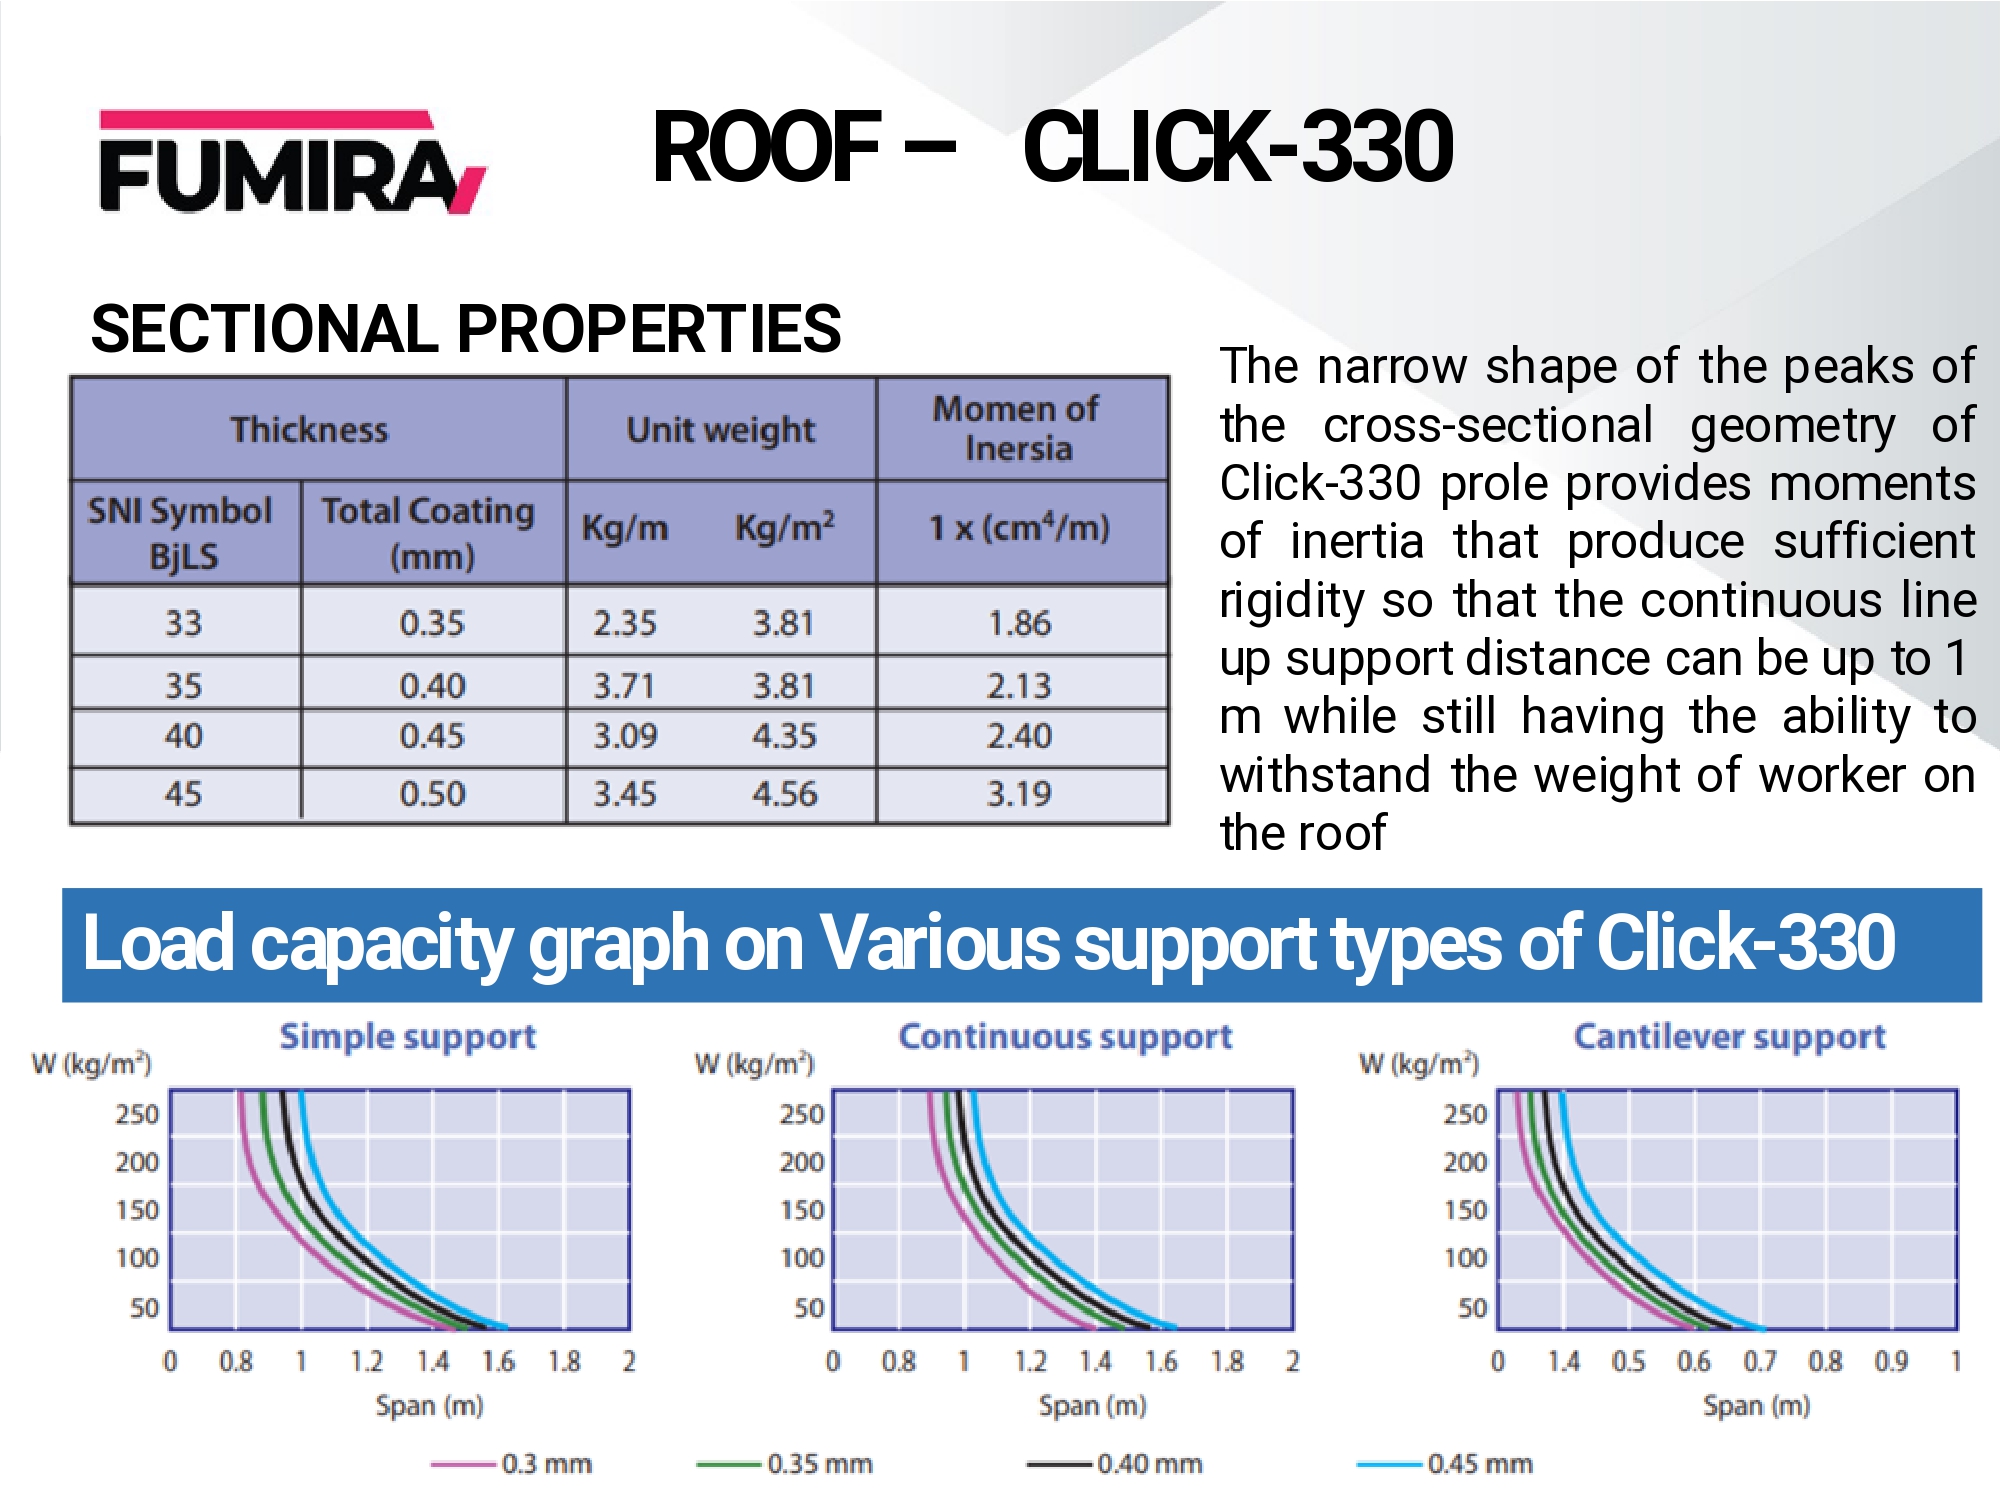 FUMIRA
ROOF – CLICK-330
SECTIONAL PROPERTIES
Thickness Unit weight Momen of Inersia
SNI Symbol BjLS Total Coating (mm) Kg/m Kg/m² 1 x (cm⁴/m)
33 0.35 2.35 3.81 1.86
35 0.40 3.71 3.81 2.13
40 0.45 3.09 4.35 2.40
45 0.50 3.45 4.56 3.19
The narrow shape of the peaks of
the cross-sectional geometry of
Click-330 prole provides moments
of inertia that produce sufficient
rigidity so that the continuous line
up support distance can be up to 1
m while still having the ability to
withstand the weight of worker on
the roof
Load capacity graph on Various support types of Click-330
Simple support
W (kg/m²)
250
200
150
100
50
0 0.8 1 1.2 1.4 1.6 1.8 2
Span (m)
Continuous support
W (kg/m²)
250
200
150
100
50
0 0.8 1 1.2 1.4 1.6 1.8 2
Span (m)
Cantilever support
W (kg/m²)
250
200
150
100
50
0 1.4 0.5 0.6 0.7 0.8 0.9 1
Span (m)
0.3 mm 0.35 mm 0.40 mm 0.45 mm